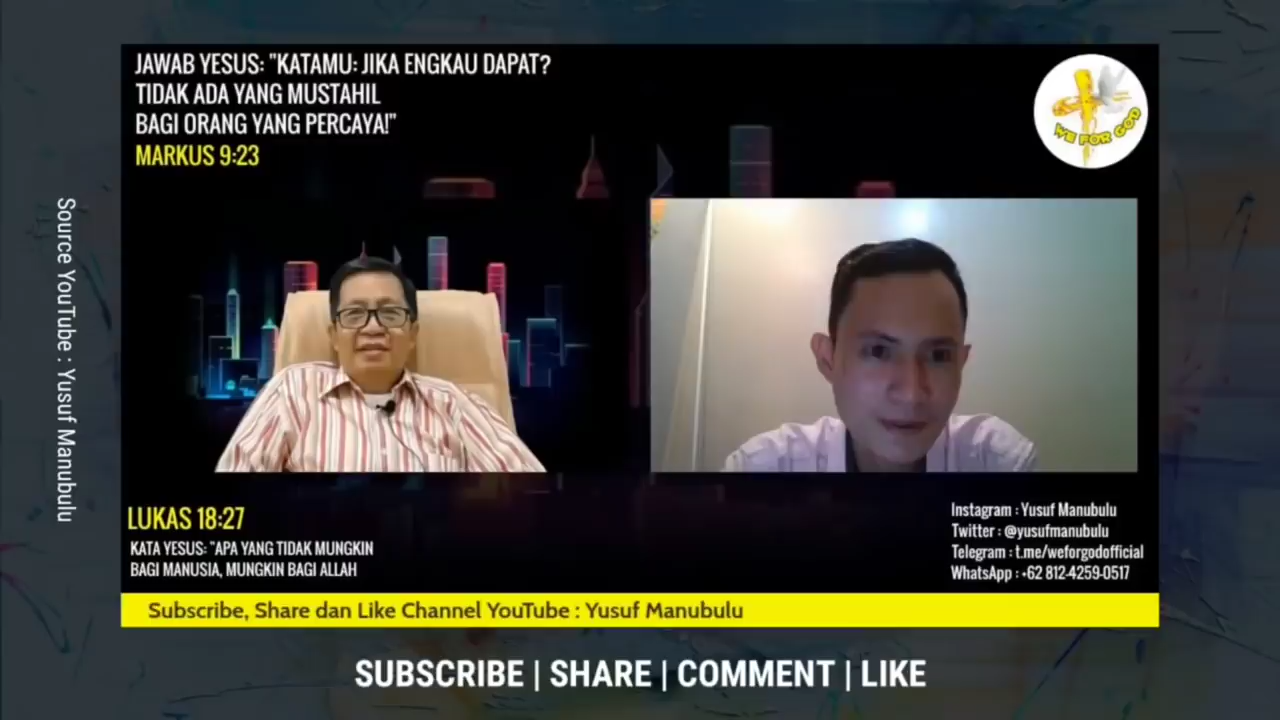 JAWAB YESUS: "KATAMU: JIKA ENGKAU DAPAT?
TIDAK ADA YANG MUSTAHIL
BAGI ORANG YANG PERCAYA!"
MARKUS 9:23
WE FOR GOD
Source YouTube : Yusuf Manubulu
LUKAS 18:27
KATA YESUS: "APA YANG TIDAK MUNGKIN
BAGI MANUSIA, MUNGKIN BAGI ALLAH
Instagram : Yusuf Manubulu
Twitter : @yusufmanubulu
Telegram : t.me/weforgodofficial
WhatsApp : +62 812-4259-0517
Subscribe, Share dan Like Channel YouTube : Yusuf Manubulu
SUBSCRIBE | SHARE | COMMENT | LIKE